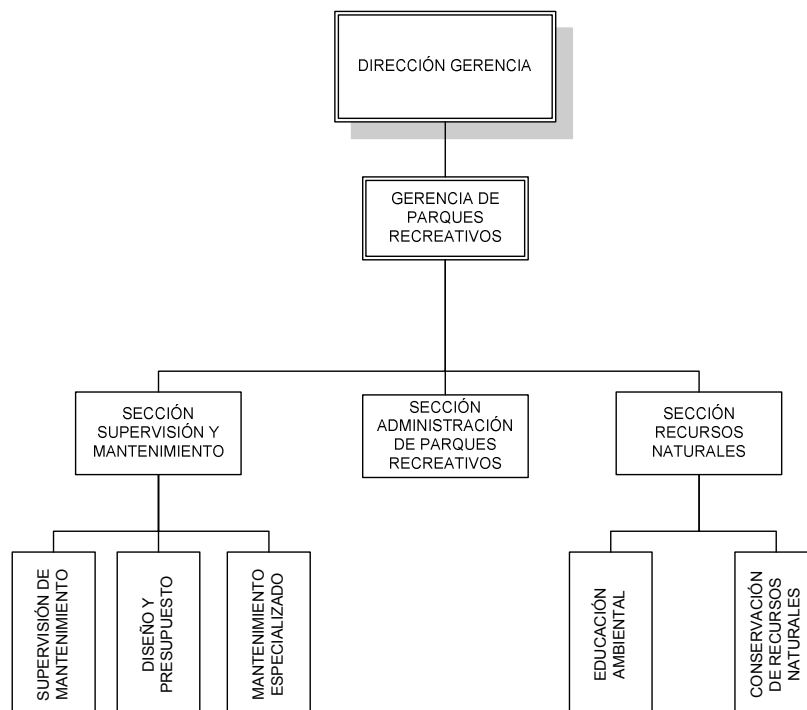 DIRECCIÓN GERENCIA
GERENCIA DE
PARQUES
RECREATIVOS
SECCIÓN
SUPERVISIÓN Y
MANTENIMIENTO
SECCIÓN
ADMINISTRACIÓN
DE PARQUES
RECREATIVOS
SECCIÓN
RECURSOS
NATURALES
SUPERVISIÓN DE
MANTENIMIENTO
DISEÑO Y
PRESUPUESTO
MANTENIMIENTO
ESPECIALIZADO
EDUCACIÓN
AMBIENTAL
CONSERVACIÓN
DE RECURSOS
NATURALES